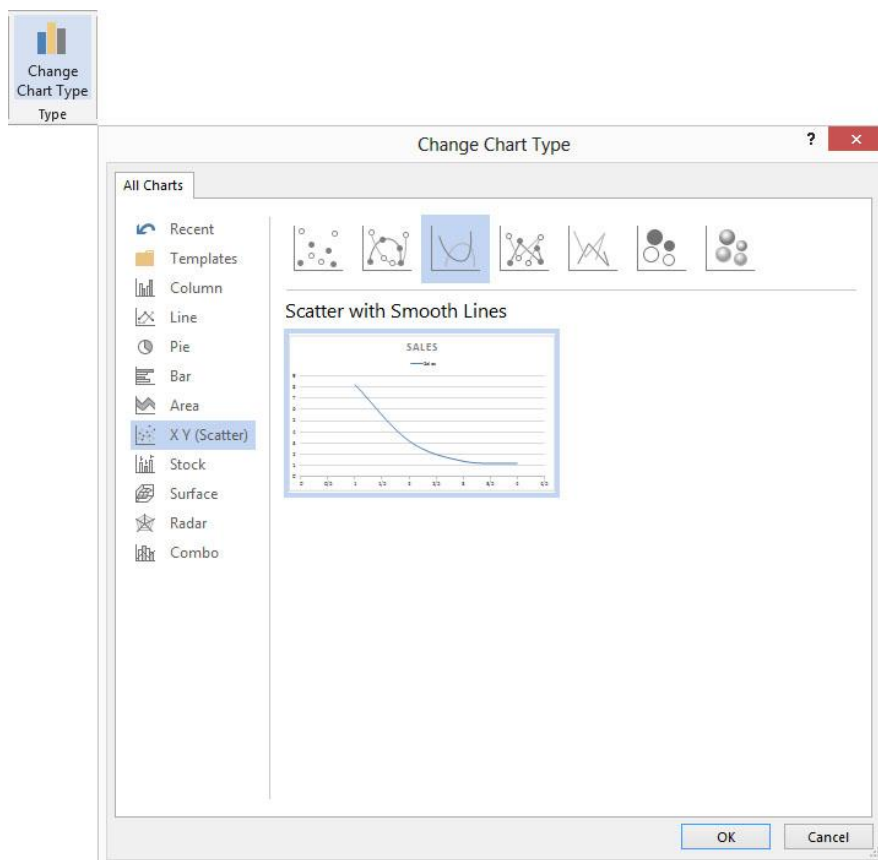 Change
Chart Type
Type
Change Chart Type
?
All Charts
Recent
Templates
Column
Line
Pie
Bar
Area
X Y (Scatter)
Stock
Surface
Radar
Combo
Scatter with Smooth Lines
SALES
Sales
OK
Cancel